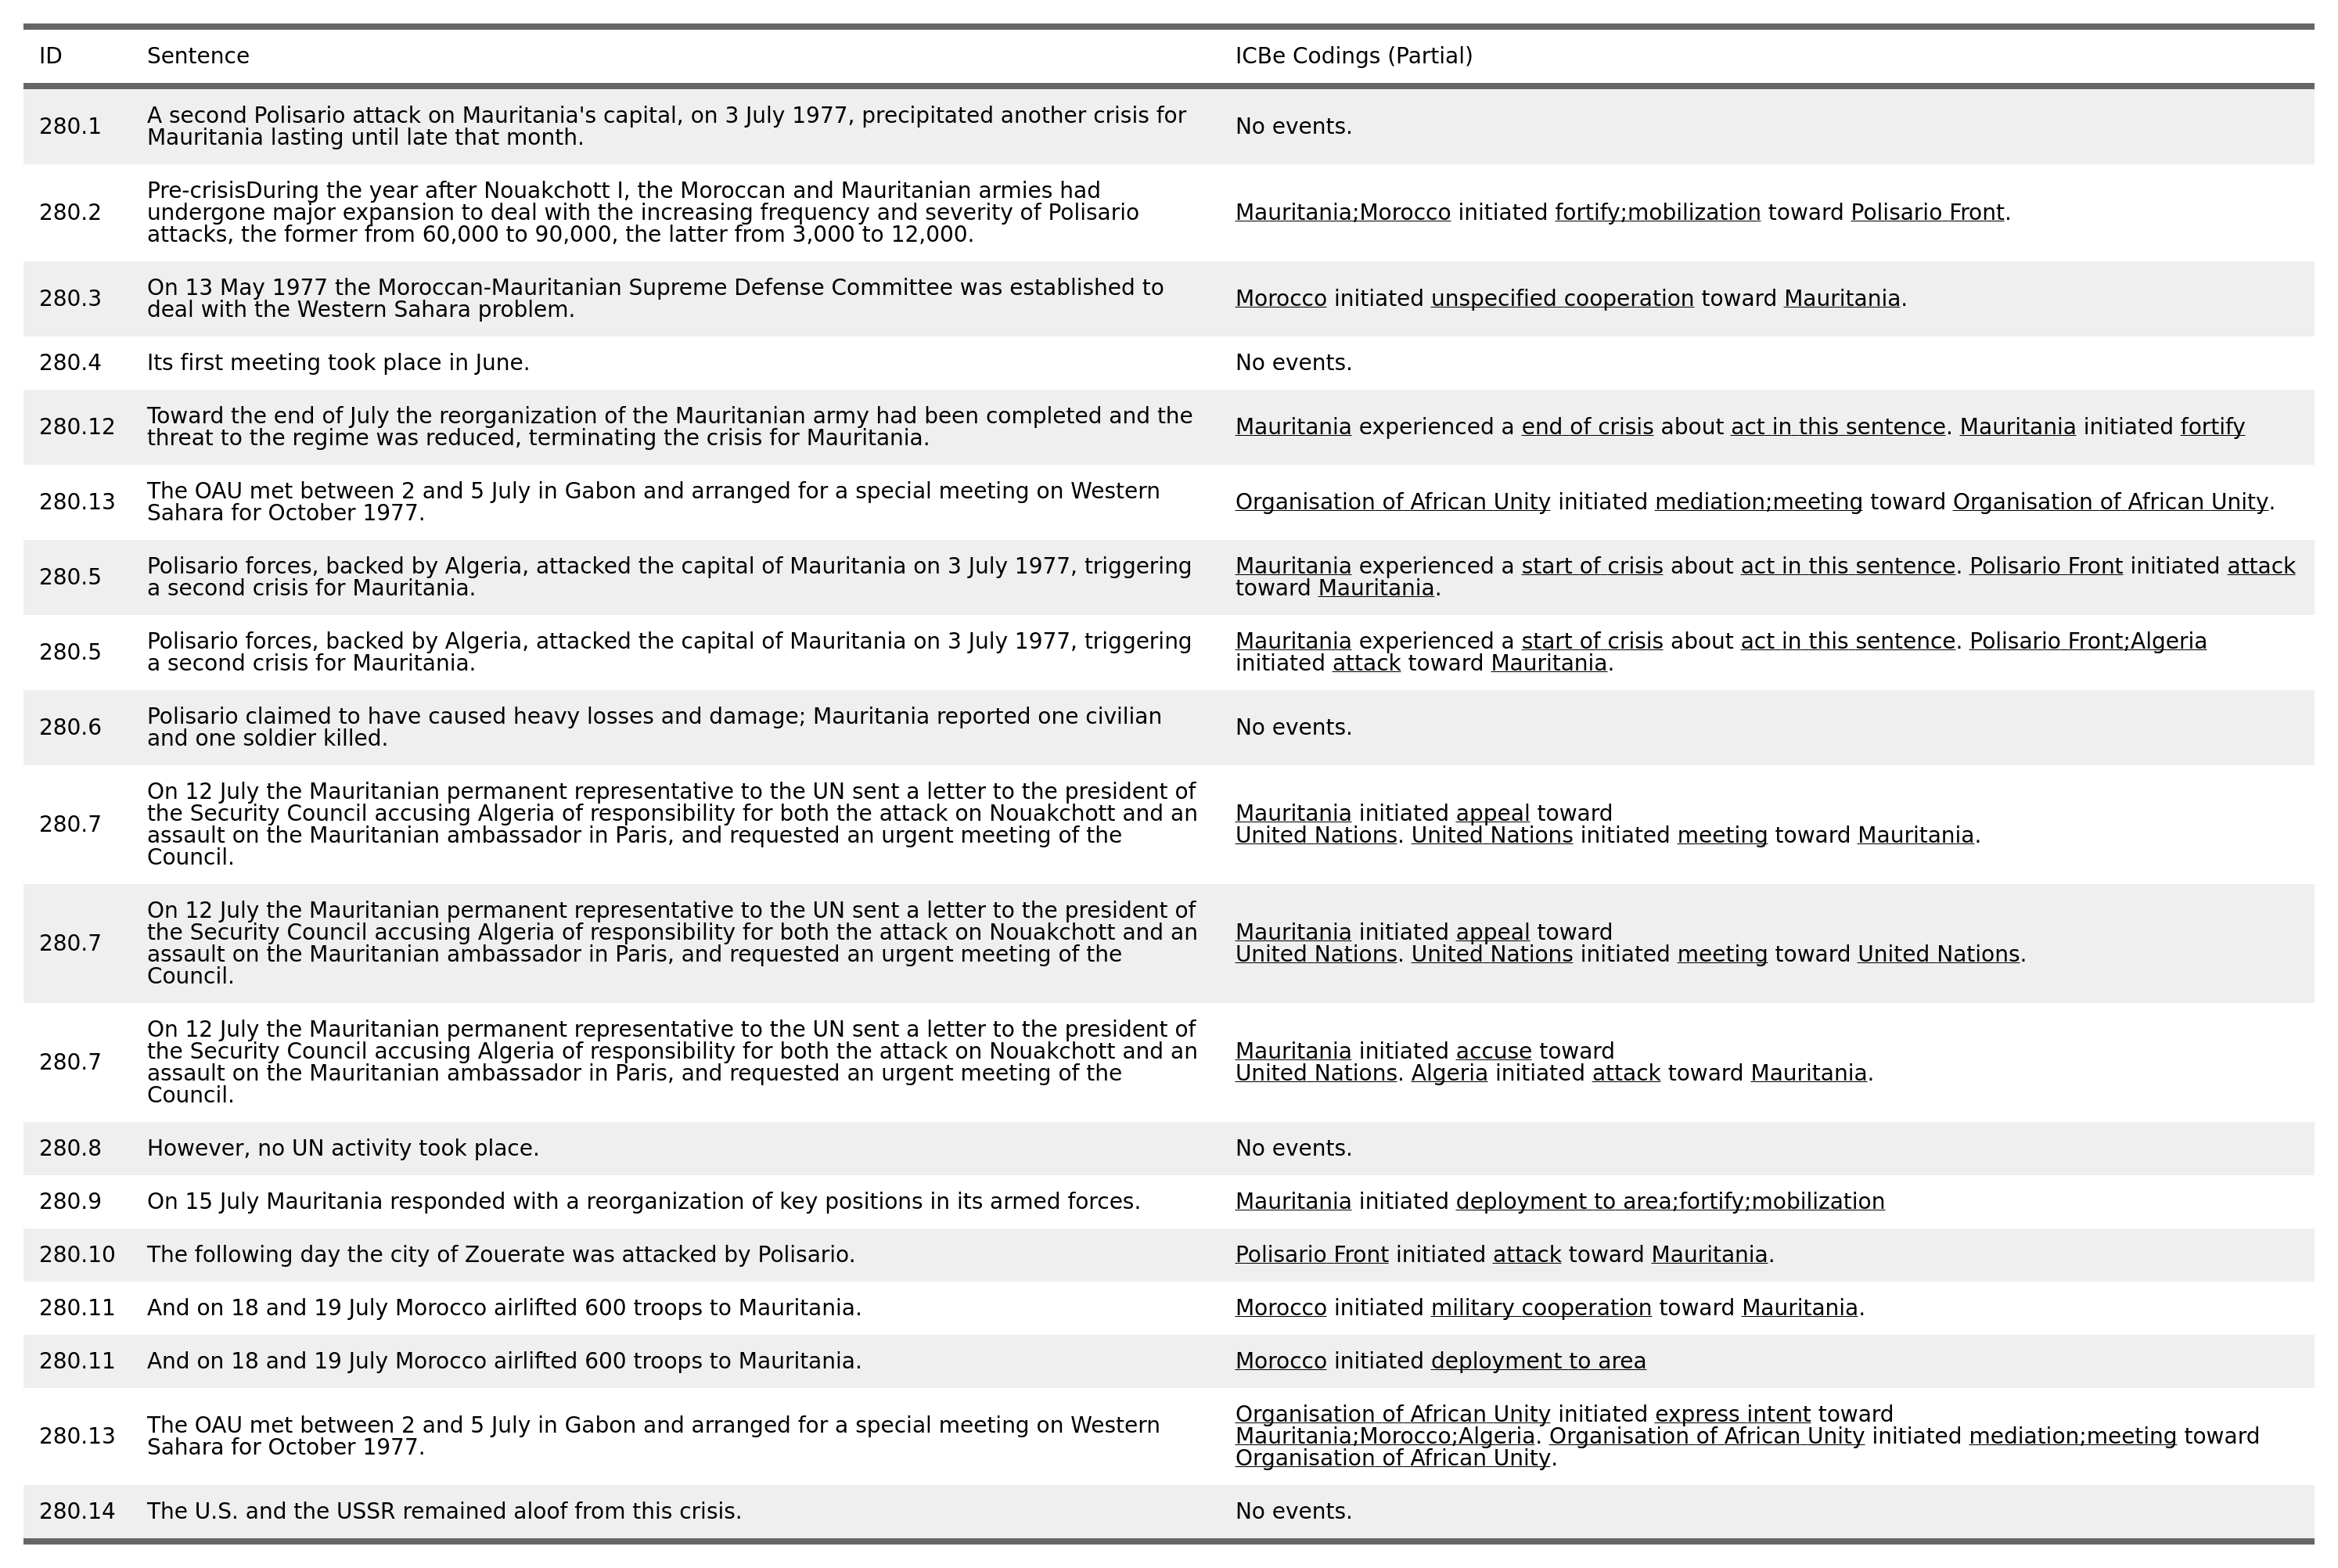 ID Sentence ICBe Codings (Partial)
280.1 A second Polisario attack on Mauritania's capital, on 3 July 1977, precipitated another crisis for
Mauritania lasting until late that month.
No events.
280.2 Pre-crisisDuring the year after Nouakchott I, the Moroccan and Mauritanian armies had
undergone major expansion to deal with the increasing frequency and severity of Polisario
attacks, the former from 60,000 to 90,000, the latter from 3,000 to 12,000.
Mauritania;Morocco initiated fortify;mobilization toward Polisario Front.
280.3 On 13 May 1977 the Moroccan-Mauritanian Supreme Defense Committee was established to
deal with the Western Sahara problem.
Morocco initiated unspecified cooperation toward Mauritania.
280.4 Its first meeting took place in June. No events.
280.12 Toward the end of July the reorganization of the Mauritanian army had been completed and the
threat to the regime was reduced, terminating the crisis for Mauritania.
Mauritania experienced a end of crisis about act in this sentence. Mauritania initiated fortify
280.13 The OAU met between 2 and 5 July in Gabon and arranged for a special meeting on Western
Sahara for October 1977.
Organisation of African Unity initiated mediation;meeting toward Organisation of African Unity.
280.5 Polisario forces, backed by Algeria, attacked the capital of Mauritania on 3 July 1977, triggering
a second crisis for Mauritania.
Mauritania experienced a start of crisis about act in this sentence. Polisario Front initiated attack
toward Mauritania.
280.5 Polisario forces, backed by Algeria, attacked the capital of Mauritania on 3 July 1977, triggering
a second crisis for Mauritania.
Mauritania experienced a start of crisis about act in this sentence. Polisario Front;Algeria
initiated attack toward Mauritania.
280.6 Polisario claimed to have caused heavy losses and damage; Mauritania reported one civilian
and one soldier killed.
No events.
280.7 On 12 July the Mauritanian permanent representative to the UN sent a letter to the president of
the Security Council accusing Algeria of responsibility for both the attack on Nouakchott and an
assault on the Mauritanian ambassador in Paris, and requested an urgent meeting of the
Council.
Mauritania initiated appeal toward
United Nations. United Nations initiated meeting toward Mauritania.
280.7 On 12 July the Mauritanian permanent representative to the UN sent a letter to the president of
the Security Council accusing Algeria of responsibility for both the attack on Nouakchott and an
assault on the Mauritanian ambassador in Paris, and requested an urgent meeting of the
Council.
Mauritania initiated appeal toward
United Nations. United Nations initiated meeting toward United Nations.
280.7 On 12 July the Mauritanian permanent representative to the UN sent a letter to the president of
the Security Council accusing Algeria of responsibility for both the attack on Nouakchott and an
assault on the Mauritanian ambassador in Paris, and requested an urgent meeting of the
Council.
Mauritania initiated accuse toward
United Nations. Algeria initiated attack toward Mauritania.
280.8 However, no UN activity took place. No events.
280.9 On 15 July Mauritania responded with a reorganization of key positions in its armed forces. Mauritania initiated deployment to area;fortify;mobilization
280.10 The following day the city of Zouerate was attacked by Polisario. Polisario Front initiated attack toward Mauritania.
280.11 And on 18 and 19 July Morocco airlifted 600 troops to Mauritania. Morocco initiated military cooperation toward Mauritania.
280.11 And on 18 and 19 July Morocco airlifted 600 troops to Mauritania. Morocco initiated deployment to area
280.13 The OAU met between 2 and 5 July in Gabon and arranged for a special meeting on Western
Sahara for October 1977.
Organisation of African Unity initiated express intent toward
Mauritania;Morocco;Algeria. Organisation of African Unity initiated mediation;meeting toward
Organisation of African Unity.
280.14 The U.S. and the USSR remained aloof from this crisis. No events.